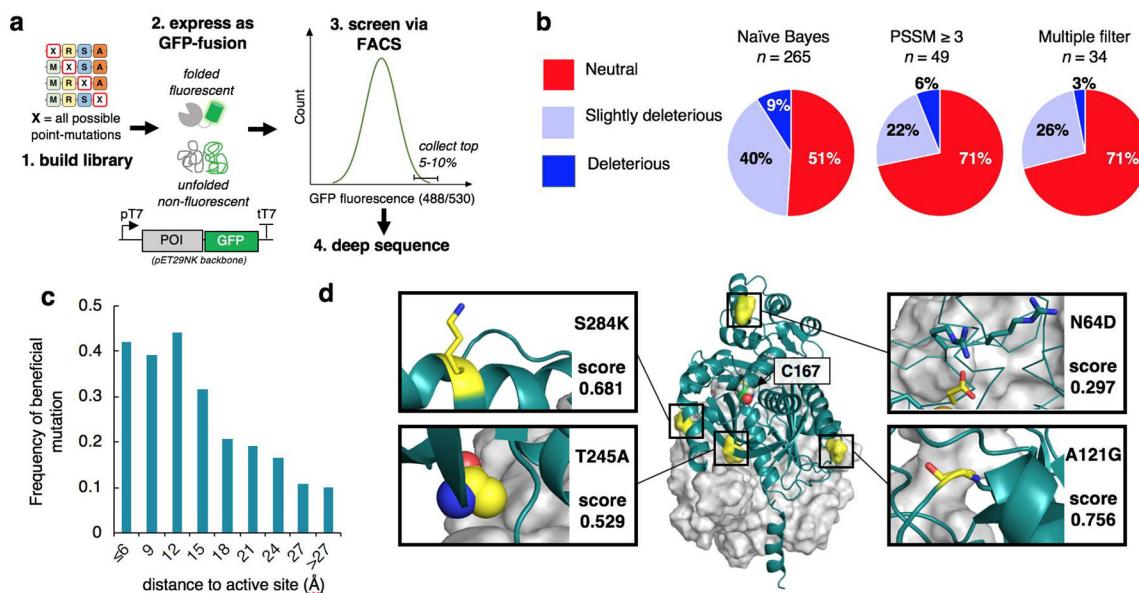 a
2. express as
GFP-fusion
3. screen via
FACS
X R S A
M X S A
M R X A
M R S X
X = all possible
point-mutations
1. build library
folded
fluorescent
unfolded
non-fluorescent
pT7
tT7
POI
GFP
(pET29NK backbone)
Count
collect top
5-10%
GFP fluorescence (488/530)
4. deep sequence
b
Neutral
Slightly deleterious
Deleterious
Naïve Bayes
n = 265
9%
40%
51%
PSSM ≥ 3
n = 49
6%
22%
71%
Multiple filter
n = 34
3%
26%
71%
c
Frequency of beneficial
mutation
0.5
0.4
0.3
0.2
0.1
0
≤6
9
12
15
18
21
24
27
>27
distance to active site (Å)
d
S284K
score
0.681
T245A
score
0.529
C167
N64D
score
0.297
A121G
score
0.756